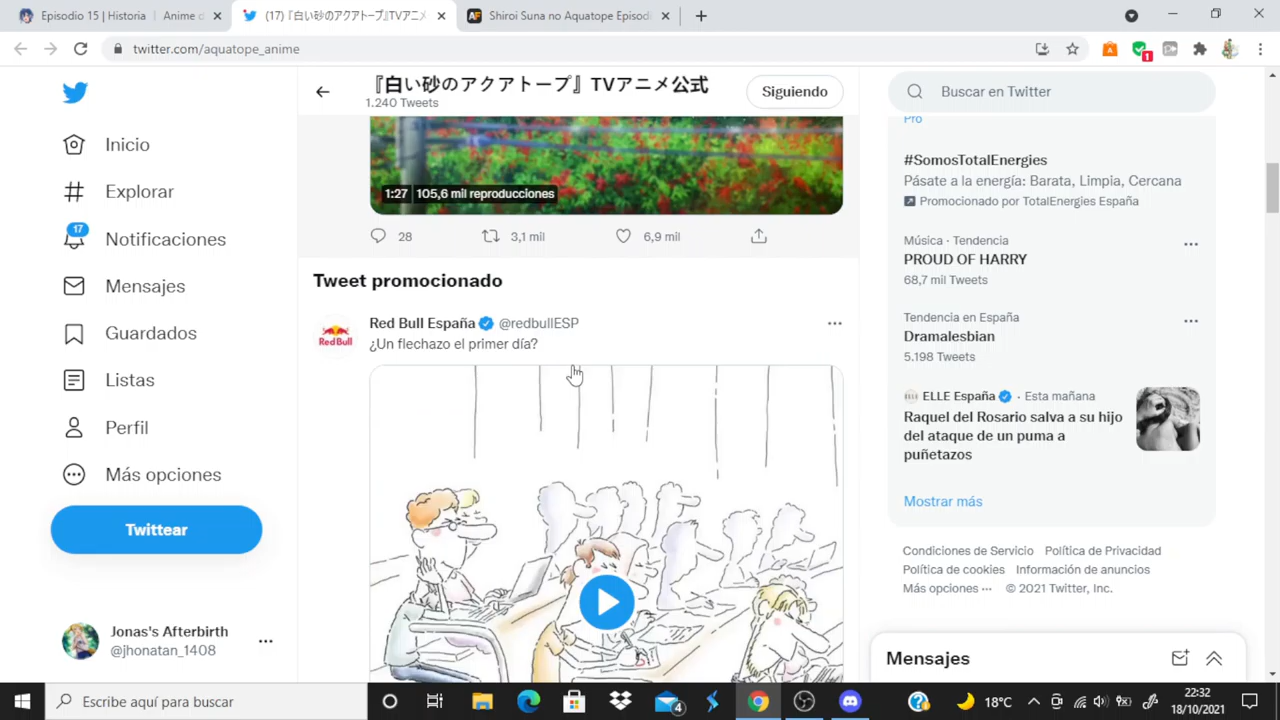 Episodio 15 | Historia | Anime d
(17) 『白い砂のアクアトープ』TVアニメ
Shiroi Suna no Aquatope Episodi
twitter.com/aquatope_anime
1
『白い砂のアクアトープ』TVアニメ公式
1.240 Tweets
Siguiendo
Buscar en Twitter
Inicio
Explorar
17
Notificaciones
Mensajes
Guardados
Listas
Perfil
Más opciones
Twittear
Jonas's Afterbirth
@jhonatan_1408
1:27 105,6 mil reproducciones
28
3,1 mil
6,9 mil
Tweet promocionado
Red Bull España @redbullESP
¿Un flechazo el primer día?
Red Bull
Pro
#SomosTotalEnergies
Pásate a la energía: Barata, Limpia, Cercana
Promocionado por TotalEnergies España
Música · Tendencia
PROUD OF HARRY
68,7 mil Tweets
Tendencia en España
Dramalesbian
5.198 Tweets
ELLE España · Esta mañana
Raquel del Rosario salva a su hijo
del ataque de un puma a
puñetazos
Mostrar más
Condiciones de Servicio Política de Privacidad
Política de cookies Información de anuncios
Más opciones ··· © 2021 Twitter, Inc.
Mensajes
Escribe aquí para buscar
4
18°C
22:32
18/10/2021